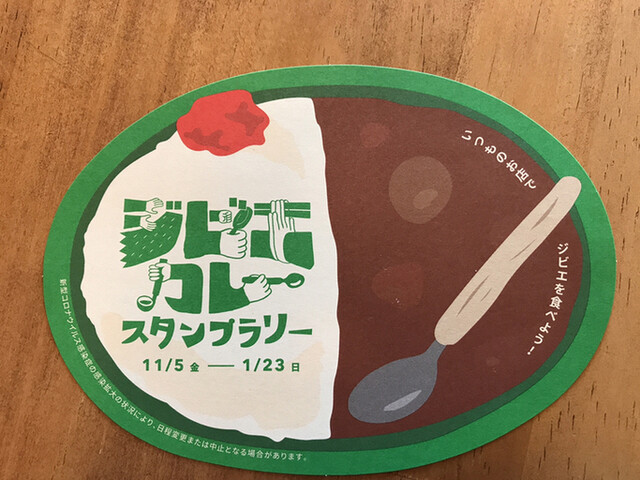 ジビエ
カレー
スタンプラリー
11/5 金 — 1/23 日
いつものお店で
ジビエを食べよう！
新型コロナウイルス感染症の感染拡大の状況により、日程変更または中止となる場合があります。